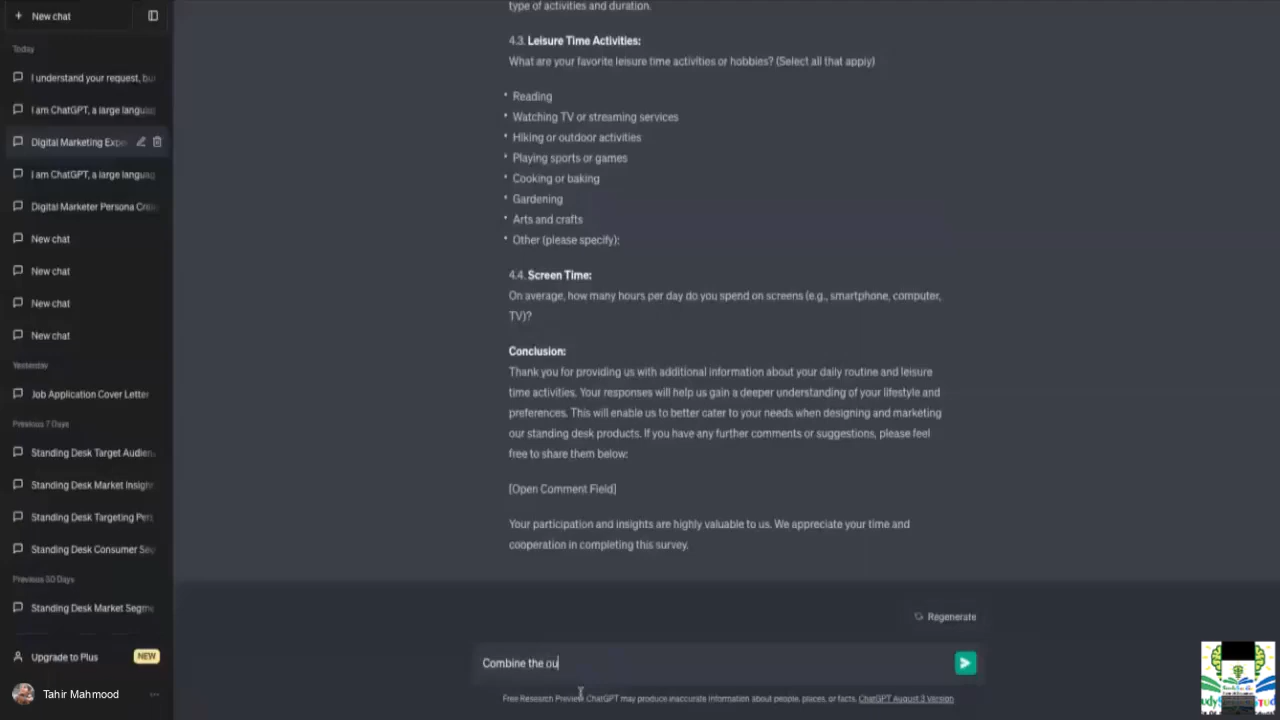 New chat
Today
I understand your request, bu
I am ChatGPT, a large langua
Digital Marketing Expe
I am ChatGPT, a large languag
Digital Marketer Persona Crea
New chat
New chat
New chat
New chat
Yesterday
Job Application Cover Letter
Previous 7 Days
Standing Desk Target Audien
Standing Desk Market Insigh
Standing Desk Targeting Per
Standing Desk Consumer Se
Previous 30 Days
Standing Desk Market Segme
Upgrade to Plus NEW
Tahir Mahmood
type of activities and duration.
4.3. Leisure Time Activities:
What are your favorite leisure time activities or hobbies? (Select all that apply)
• Reading
• Watching TV or streaming services
• Hiking or outdoor activities
• Playing sports or games
• Cooking or baking
• Gardening
• Arts and crafts
• Other (please specify):
4.4. Screen Time:
On average, how many hours per day do you spend on screens (e.g., smartphone, computer,
TV)?
Conclusion:
Thank you for providing us with additional information about your daily routine and leisure
time activities. Your responses will help us gain a deeper understanding of your lifestyle and
preferences. This will enable us to better cater to your needs when designing and marketing
our standing desk products. If you have any further comments or suggestions, please feel
free to share them below:
[Open Comment Field]
Your participation and insights are highly valuable to us. We appreciate your time and
cooperation in completing this survey.
Regenerate
Combine the ou
Free Research Preview. ChatGPT may produce inaccurate information about people, places, or facts. ChatGPT August 3 Version